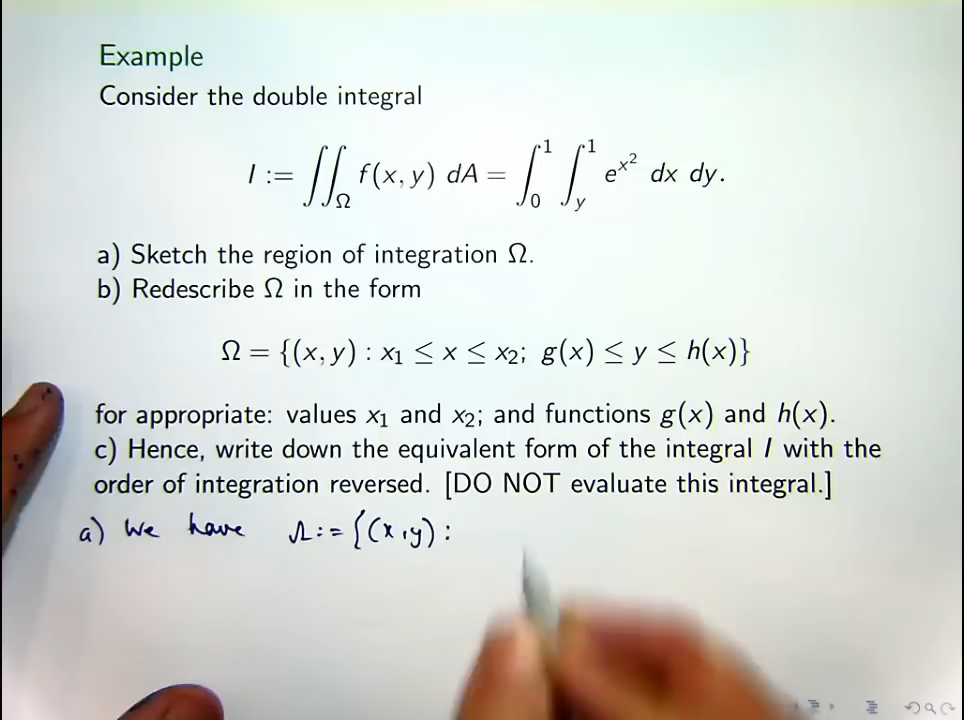 Example
Consider the double integral
I := ∬_Ω f(x, y) dA = ∫_0^1 ∫_y^1 e^{x^2} dx dy.
a) Sketch the region of integration Ω.
b) Redescribe Ω in the form
Ω = {(x, y) : x_1 ≤ x ≤ x_2; g(x) ≤ y ≤ h(x)}
for appropriate: values x_1 and x_2; and functions g(x) and h(x).
c) Hence, write down the equivalent form of the integral I with the
order of integration reversed. [DO NOT evaluate this integral.]
a) We have Ω := {(x,y) :